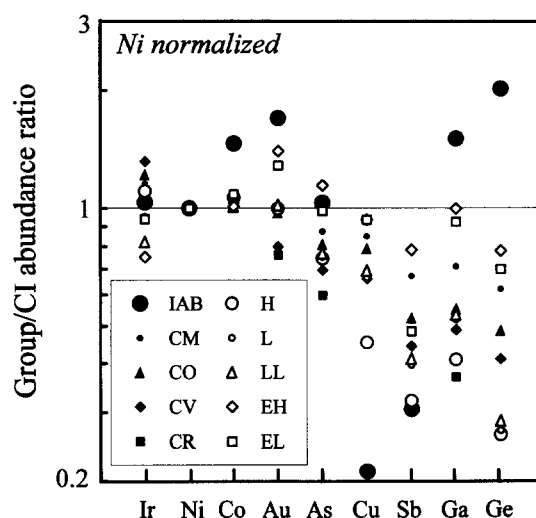 3
Ni normalized
Group/CI abundance ratio
1
IAB H
CM L
CO LL
CV EH
CR EL
0.2
Ir Ni Co Au As Cu Sb Ga Ge